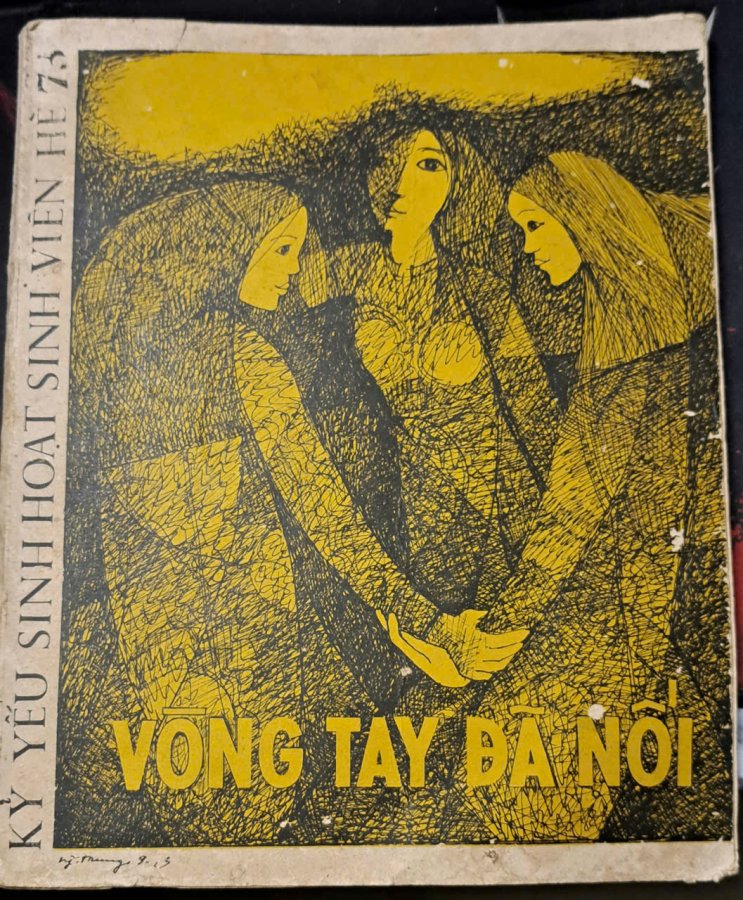 KỶ YẾU SINH HOẠT SINH VIÊN HÈ 73
VÒNG TAY ĐÃ NỐI